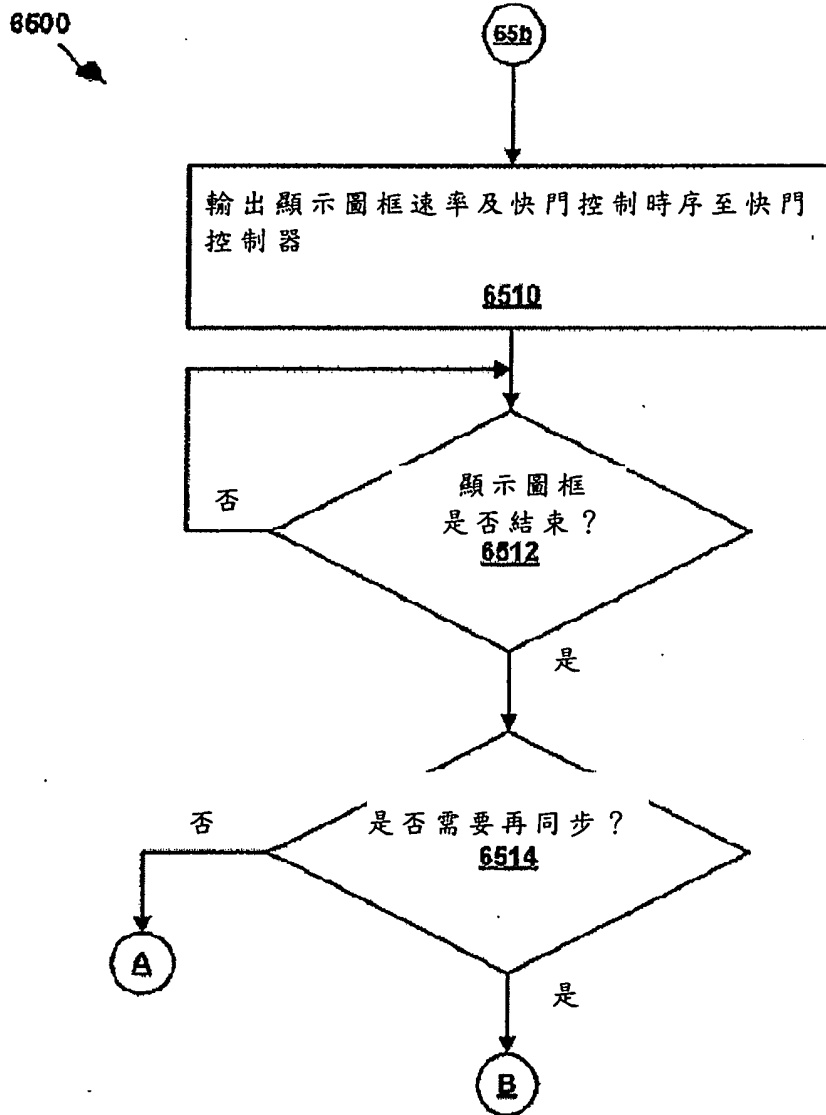 6500
65b
輸出顯示圖框速率及快門控制時序至快門
控制器
6510
否
顯示圖框
是否結束?
6512
是
否
是否需要再同步?
6514
A
是
B